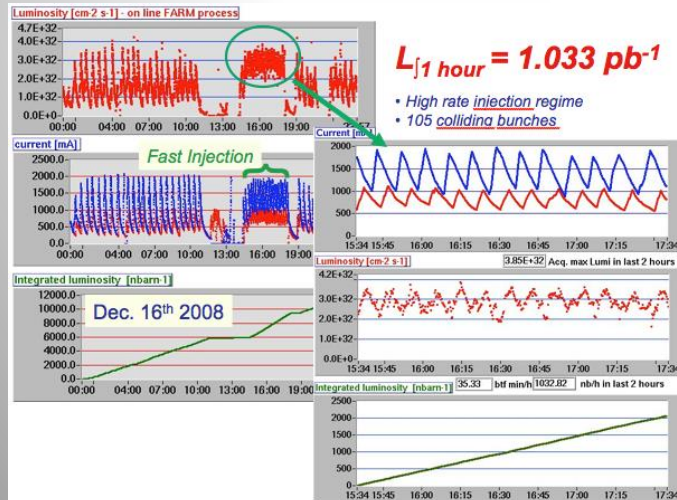 Luminosity [cm-2 s-1] - on line FARM process
4.7E+32
4.0E+32
3.0E+32
2.0E+32
1.0E+32
0.0E+0
00:00 04:00 07:00 10:00 13:00 16:00 19:00
L∫1 hour = 1.033 pb-1
• High rate injection regime
• 105 colliding bunches
current [mA]
2500.0
2000.0
1500.0
1000.0
500.0
0.0
00:00 04:00 07:00 10:00 13:00 16:00 19:00
Fast Injection
2000
1500
1000
500
0
15:34 15:45 16:00 16:15 16:30 16:45 17:00 17:15 17:34
Integrated luminosity [nbarn-1]
12000.0
10000.0
8000.0
6000.0
4000.0
2000.0
0.0
00:00 04:00 07:00 10:00 13:00 16:00 19:00
Dec. 16th 2008
Luminosity [cm-2 s-1]
3.85E+32 Acq. max Lumi in last 2 hours
4.2E+32
3.0E+32
2.0E+32
1.0E+32
0.0E+0
15:34 15:45 16:00 16:15 16:30 16:45 17:00 17:15 17:34
Integrated luminosity [nbarn-1] 35.33 btf min/h 1032.82 nb/h in last 2 hours
2500
2000
1500
1000
500
0
15:34 15:45 16:00 16:15 16:30 16:45 17:00 17:15 17:34